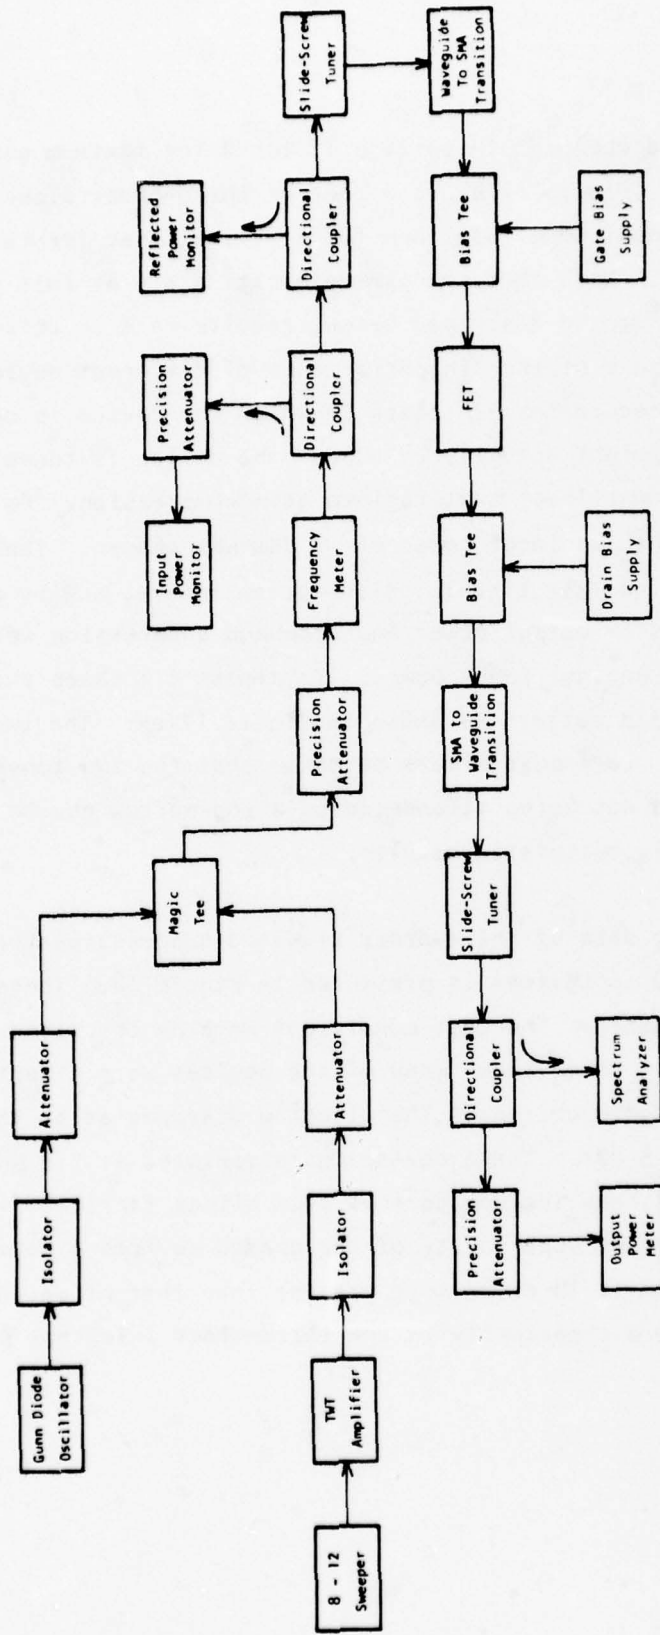 Gunn Diode
Oscillator
Isolator
Attenuator
8 - 12
Sweeper
TWT
Amplifier
Isolator
Attenuator
Magic
Tee
Precision
Attenuator
Frequency
Meter
Directional
Coupler
Precision
Attenuator
Input
Power
Monitor
Directional
Coupler
Reflected
Power
Monitor
Slide-Screw
Tuner
Waveguide
To SMA
Transition
Bias Tee
Gate Bias
Supply
FET
Bias Tee
Drain Bias
Supply
SMA to
Waveguide
Transition
Slide-Screw
Tuner
Directional
Coupler
Spectrum
Analyzer
Precision
Attenuator
Output
Power
Meter